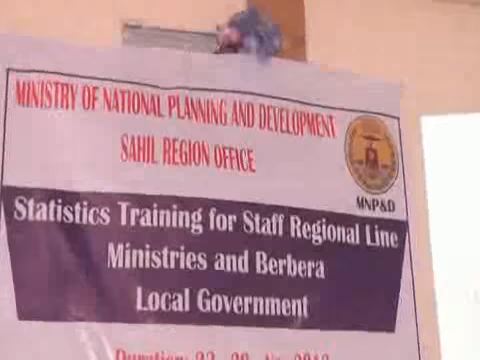 MINISTRY OF NATIONAL PLANNING AND DEVELOPMENT
SAHIL REGION OFFICE
MNP&D
Statistics Training for Staff Regional Line
Ministries and Berbera
Local Government
Duration: